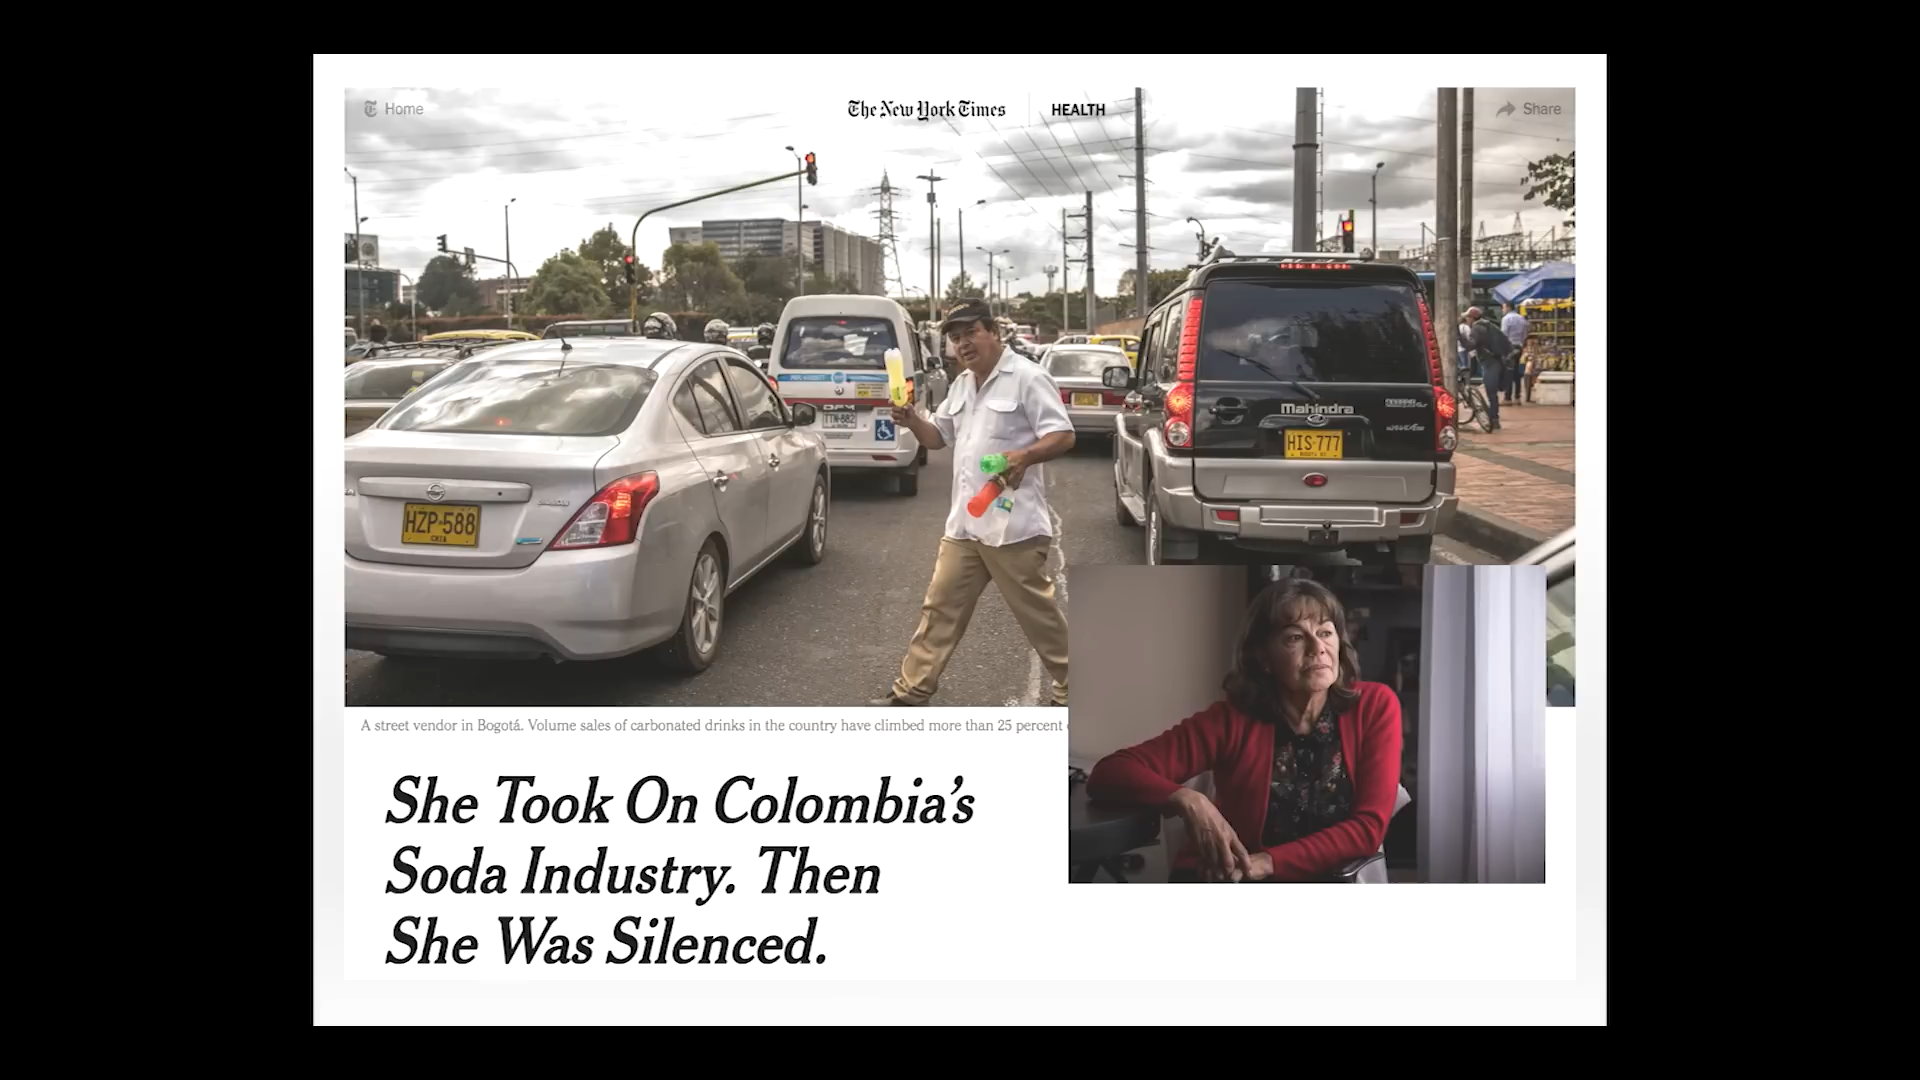 Home
The New York Times
HEALTH
Share
Mahindra
HIS·777
HZP·588
CHIA
A street vendor in Bogotá. Volume sales of carbonated drinks in the country have climbed more than 25 percent
She Took On Colombia’s
Soda Industry. Then
She Was Silenced.